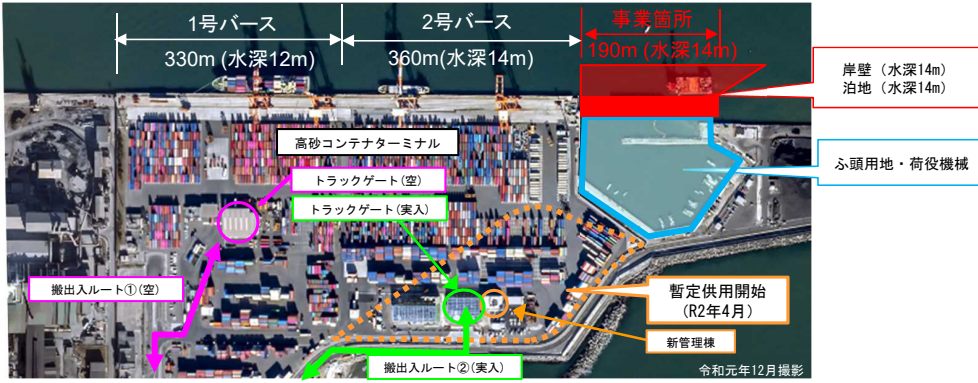 1号バース
330m (水深12m)
2号バース
360m (水深14m)
事業箇所
190m (水深14m)
岸壁（水深14m）
泊地（水深14m）
ふ頭用地・荷役機械
高砂コンテナターミナル
トラックゲート(空)
トラックゲート(実入)
搬出入ルート①(空)
暫定供用開始
(R2年4月)
新管理棟
搬出入ルート②(実入)
令和元年12月撮影